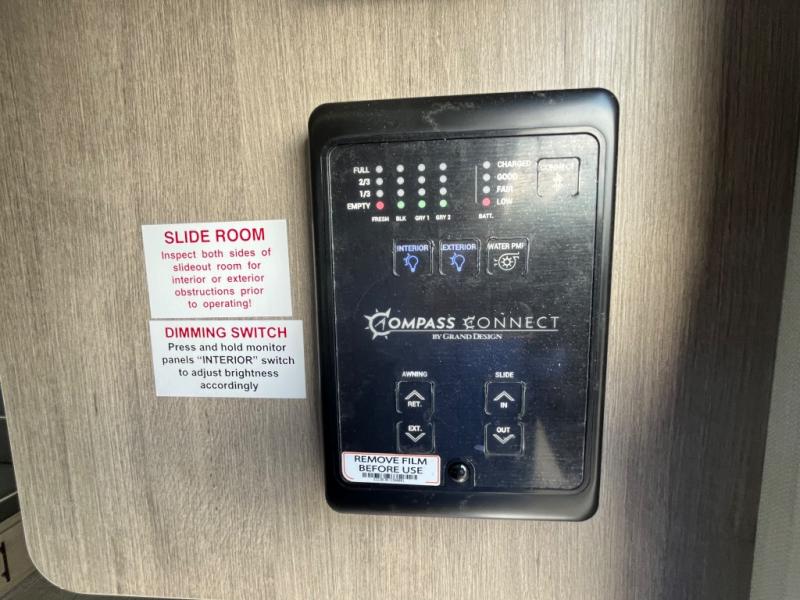 FULL
2/3
1/3
EMPTY
FRESH BLK GRY 1 GRY 2
CHARGED
GOOD
FAIR
LOW
BATT.
CONNECT
INTERIOR EXTERIOR WATER PMP
COMPASS CONNECT
BY GRAND DESIGN
AWNING SLIDE
RET. IN
EXT. OUT
REMOVE FILM
BEFORE USE
SLIDE ROOM
Inspect both sides of
slideout room for
interior or exterior
obstructions prior
to operating!
DIMMING SWITCH
Press and hold monitor
panels "INTERIOR" switch
to adjust brightness
accordingly